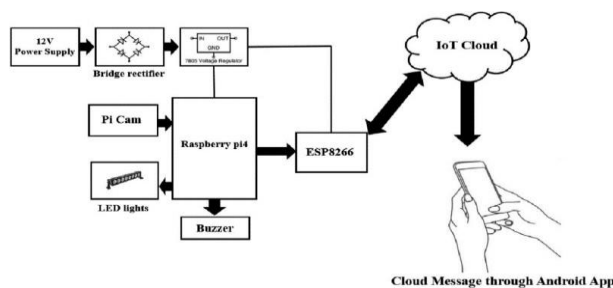 12V
Power Supply
Bridge rectifier
IN OUT
GND
7805 Voltage Regulator
IoT Cloud
Pi Cam
Raspberry pi4
ESP8266
LED lights
Buzzer
Cloud Message through Android App